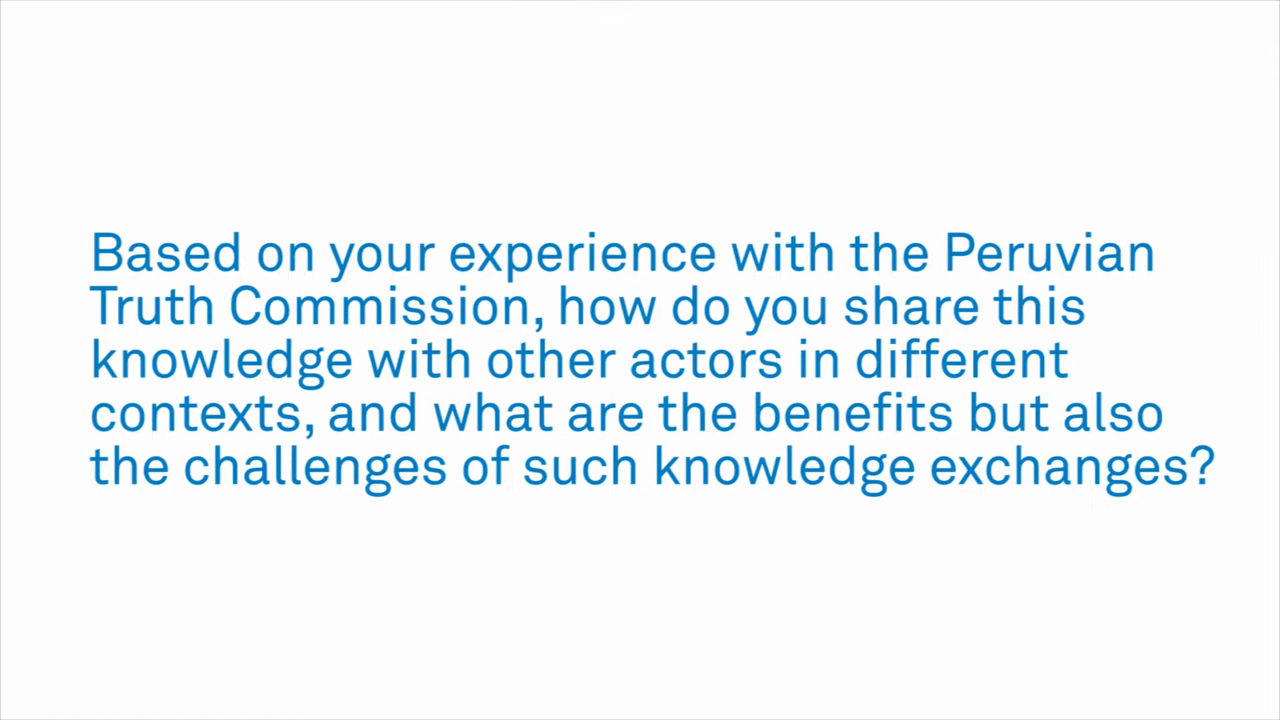 Based on your experience with the Peruvian
Truth Commission, how do you share this
knowledge with other actors in different
contexts, and what are the benefits but also
the challenges of such knowledge exchanges?